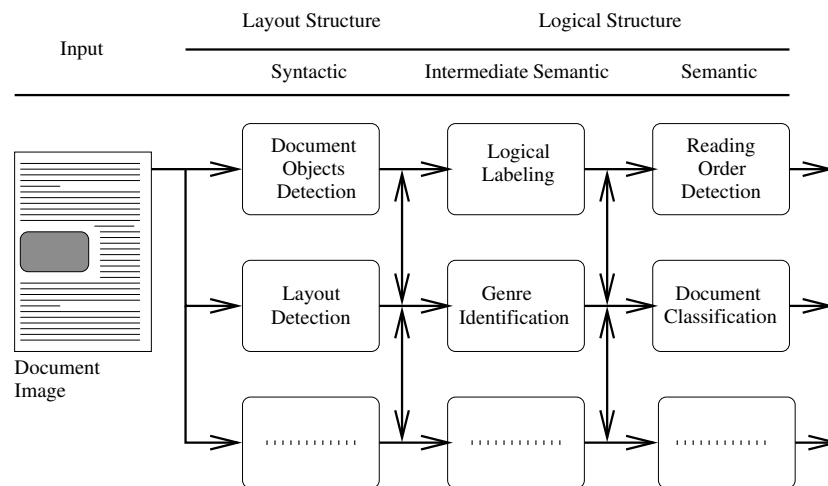 Layout Structure
Logical Structure
Input
Syntactic
Intermediate Semantic
Semantic
Document
Objects
Detection
Logical
Labeling
Reading
Order
Detection
Layout
Detection
Genre
Identification
Document
Classification
Document
Image